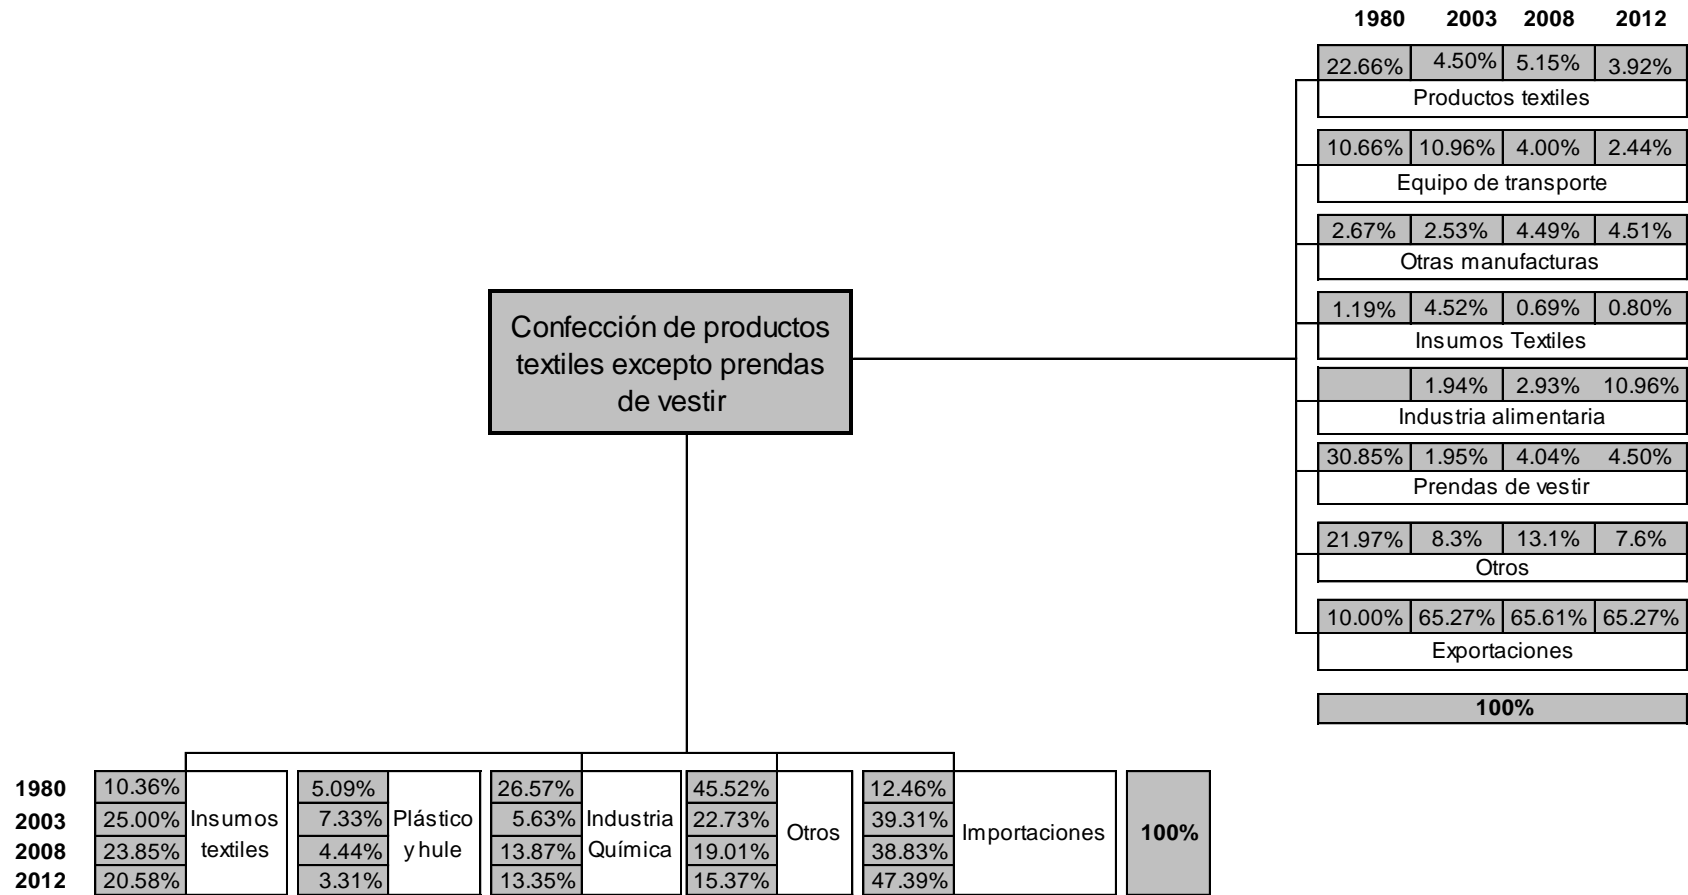 1980 2003 2008 2012
22.66% 4.50% 5.15% 3.92%
Productos textiles
10.66% 10.96% 4.00% 2.44%
Equipo de transporte
2.67% 2.53% 4.49% 4.51%
Otras manufacturas
1.19% 4.52% 0.69% 0.80%
Insumos Textiles
1.94% 2.93% 10.96%
Industria alimentaria
30.85% 1.95% 4.04% 4.50%
Prendas de vestir
21.97% 8.3% 13.1% 7.6%
Otros
10.00% 65.27% 65.61% 65.27%
Exportaciones
100%
Confección de productos
textiles excepto prendas
de vestir
1980 10.36% 5.09% 26.57% 45.52% 12.46%
2003 25.00% 7.33% 5.63% 22.73% 39.31%
2008 23.85% 4.44% 13.87% 19.01% 38.83%
2012 20.58% 3.31% 13.35% 15.37% 47.39%
Insumos
textiles
Plástico
y hule
Industria
Química
Otros
Importaciones
100%